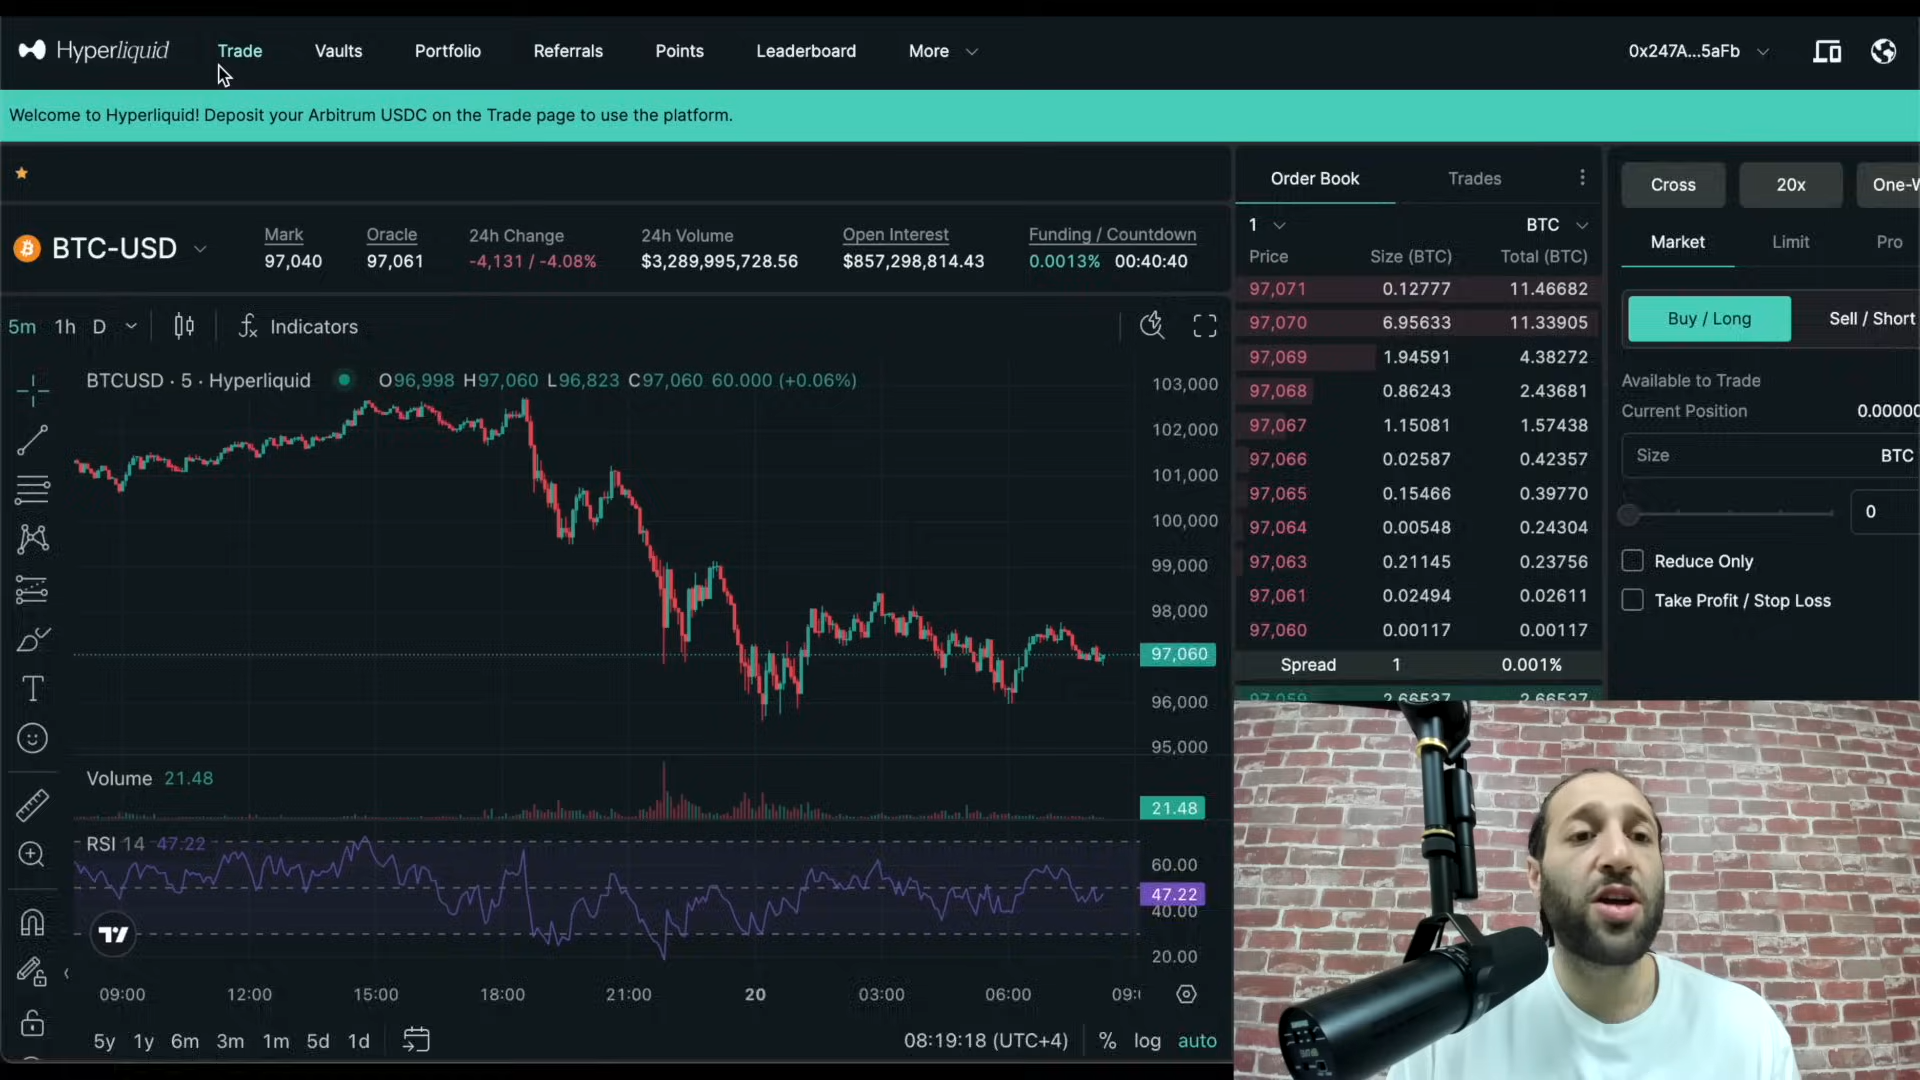 Hyperliquid Trade Vaults Portfolio Referrals Points Leaderboard More 0x247A...5aFb
Welcome to Hyperliquid! Deposit your Arbitrum USDC on the Trade page to use the platform.
BTC-USD
Mark Oracle 24h Change 24h Volume Open Interest Funding / Countdown
97,040 97,061 -4,131 / -4.08% $3,289,995,728.56 $857,298,814.43 0.0013% 00:40:40
5m 1h D Indicators
BTCUSD · 5 · Hyperliquid O96,998 H97,060 L96,823 C97,060 60.000 (+0.06%)
103,000
102,000
101,000
100,000
99,000
98,000
97,060
96,000
95,000
Volume 21.48
21.48
RSI 14 47.22
60.00
47.22
40.00
20.00
09:00 12:00 15:00 18:00 21:00 20 03:00 06:00 09:
5y 1y 6m 3m 1m 5d 1d 08:19:18 (UTC+4) % log auto
Order Book Trades
1 BTC
Price Size (BTC) Total (BTC)
97,071 0.12777 11.46682
97,070 6.95633 11.33905
97,069 1.94591 4.38272
97,068 0.86243 2.43681
97,067 1.15081 1.57438
97,066 0.02587 0.42357
97,065 0.15466 0.39770
97,064 0.00548 0.24304
97,063 0.21145 0.23756
97,061 0.02494 0.02611
97,060 0.00117 0.00117
Spread 1 0.001%
97,059 2.66537 2.66537
Cross 20x One-W
Market Limit Pro
Buy / Long Sell / Short
Available to Trade
Current Position 0.00000
Size BTC
0
Reduce Only
Take Profit / Stop Loss